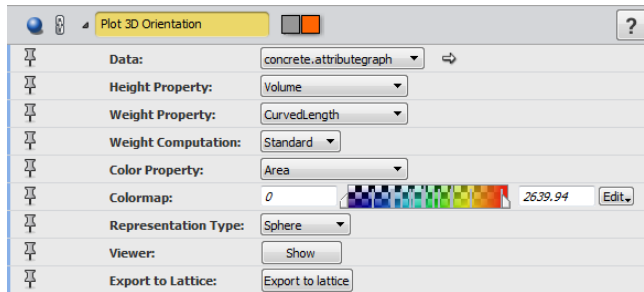 Plot 3D Orientation ?
Data: concrete.attributegraph
Height Property: Volume
Weight Property: CurvedLength
Weight Computation: Standard
Color Property: Area
Colormap: 0 2639.94 Edit
Representation Type: Sphere
Viewer: Show
Export to Lattice: Export to lattice